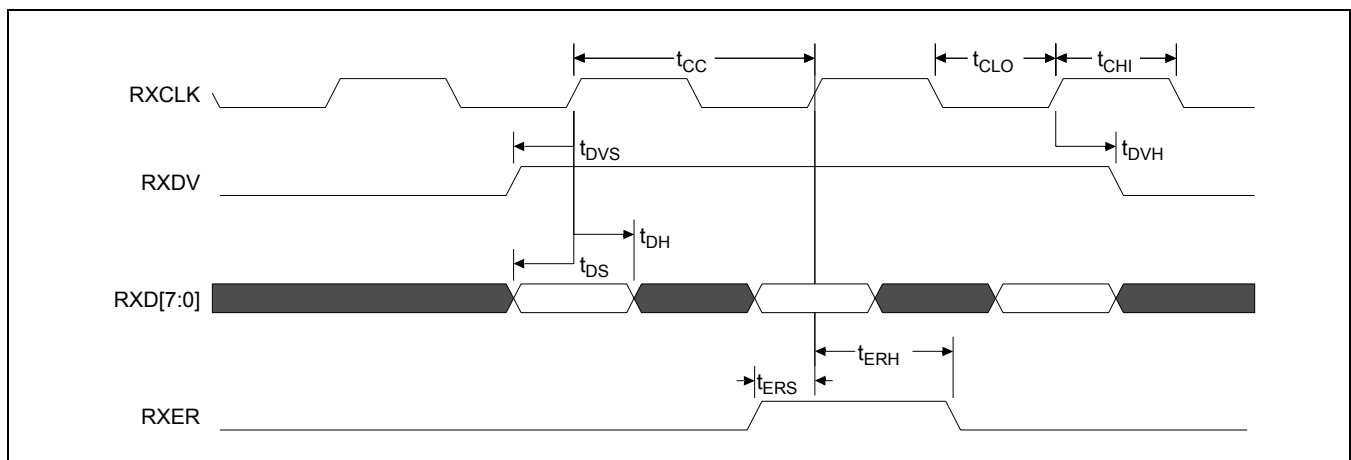 tCC
tCLO
tCHI
RXCLK
tDVS
tDVH
RXDV
tDH
tDS
RXD[7:0]
tERH
tERS
RXER